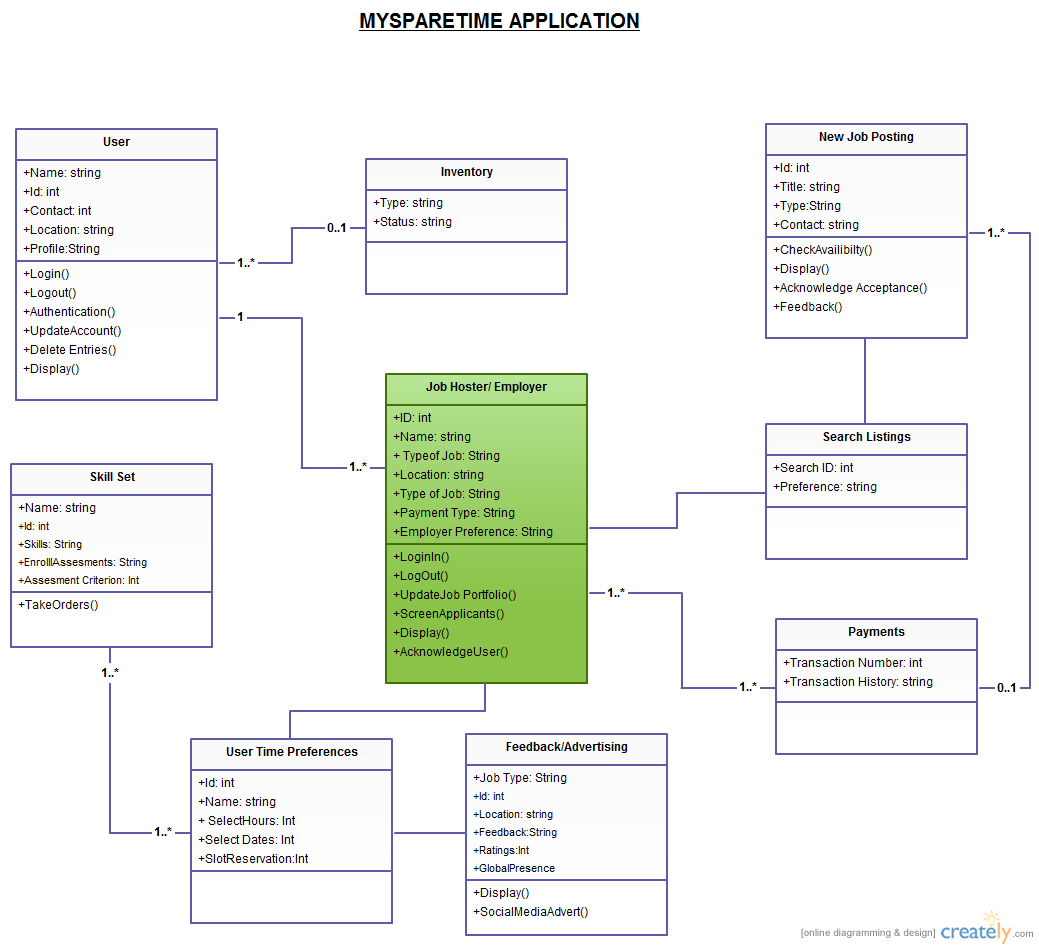 MYSPARETIME APPLICATION
User
+Name: string
+Id: int
+Contact: int
+Location: string
+Profile:String
+Login()
+Logout()
+Authentication()
+UpdateAccount()
+Delete Entries()
+Display()
1..*
0..1
Inventory
+Type: string
+Status: string
New Job Posting
+Id: int
+Title: string
+Type:String
+Contact: string
+CheckAvailibilty()
+Display()
+Acknowledge Acceptance()
+Feedback()
1..*
1
1..*
Job Hoster/ Employer
+ID: int
+Name: string
+ Typeof Job: String
+Location: string
+Type of Job: String
+Payment Type: String
+Employer Preference: String
+LoginIn()
+LogOut()
+UpdateJob Portfolio()
+ScreenApplicants()
+Display()
+AcknowledgeUser()
Search Listings
+Search ID: int
+Preference: string
Skill Set
+Name: string
+Id: int
+Skills: String
+EnrolllAssesments: String
+Assesment Criterion: Int
+TakeOrders()
1..*
1..*
1..*
1..*
Payments
+Transaction Number: int
+Transaction History: string
0..1
User Time Preferences
+Id: int
+Name: string
+ SelectHours: Int
+Select Dates: Int
+SlotReservation:Int
Feedback/Advertising
+Job Type: String
+Id: int
+Location: string
+Feedback:String
+Ratings:Int
+GlobalPresence
+Display()
+SocialMediaAdvert()
[online diagramming & design] creately.com